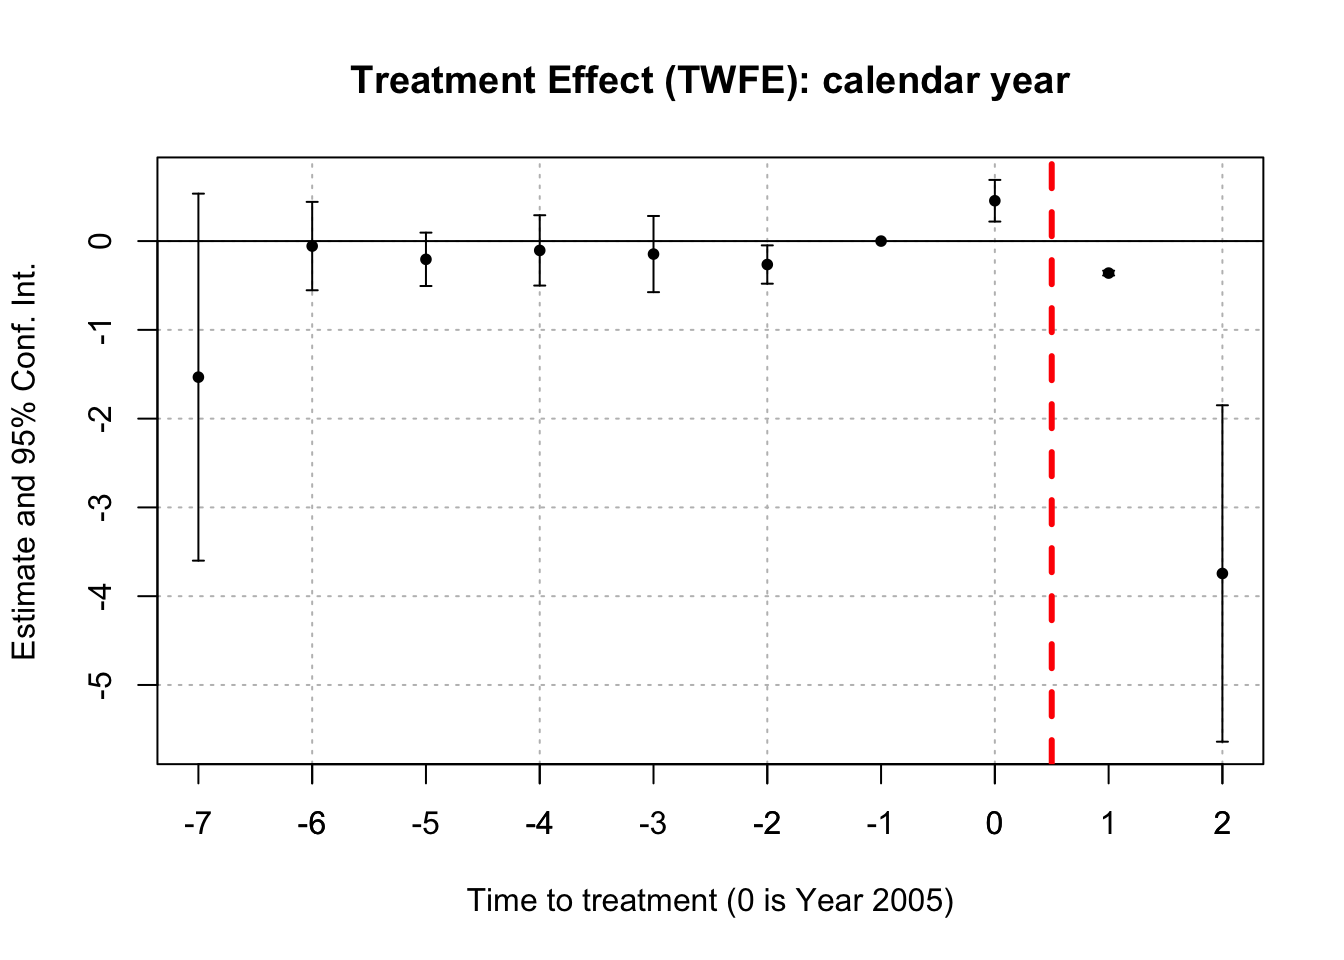 Treatment Effect (TWFE): calendar year
Estimate and 95% Conf. Int.
0
-1
-2
-3
-4
-5
-7 -6 -5 -4 -3 -2 -1 0 1 2
Time to treatment (0 is Year 2005)